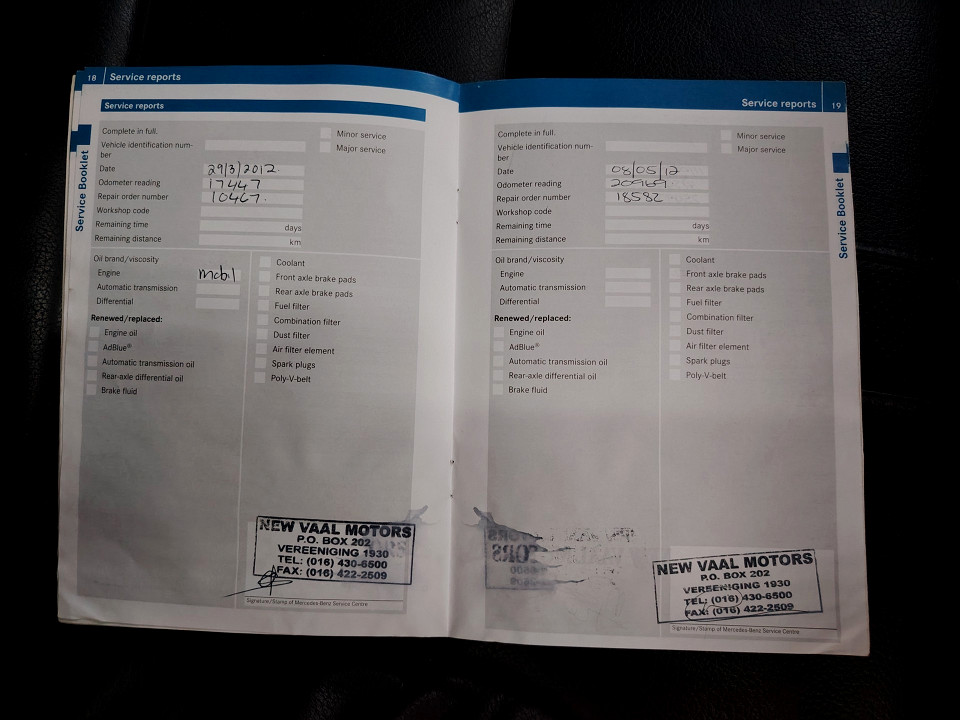 18 Service reports
Service reports
Service Booklet
Complete in full.
Minor service
Vehicle identification num-
ber
Major service
Date 29/3/2012.
Odometer reading 17447
Repair order number 10467.
Workshop code
Remaining time days
Remaining distance km
Oil brand/viscosity
Engine mobil
Automatic transmission
Differential
Renewed/replaced:
Engine oil
AdBlue®
Automatic transmission oil
Rear-axle differential oil
Brake fluid
Coolant
Front axle brake pads
Rear axle brake pads
Fuel filter
Combination filter
Dust filter
Air filter element
Spark plugs
Poly-V-belt
NEW VAAL MOTORS
P.O. BOX 202
VEREENIGING 1930
TEL: (016) 430-6500
FAX: (016) 422-2509
Signature/Stamp of Mercedes-Benz Service Centre
Service reports 19
Service Booklet
Complete in full.
Minor service
Vehicle identification num-
ber
Major service
Date 08/05/12
Odometer reading
Repair order number 18582
Workshop code
Remaining time days
Remaining distance km
Oil brand/viscosity
Engine
Automatic transmission
Differential
Renewed/replaced:
Engine oil
AdBlue®
Automatic transmission oil
Rear-axle differential oil
Brake fluid
Coolant
Front axle brake pads
Rear axle brake pads
Fuel filter
Combination filter
Dust filter
Air filter element
Spark plugs
Poly-V-belt
NEW VAAL MOTORS
P.O. BOX 202
VEREENIGING 1930
TEL: (016) 430-6500
FAX: (016) 422-2509
Signature/Stamp of Mercedes-Benz Service Centre